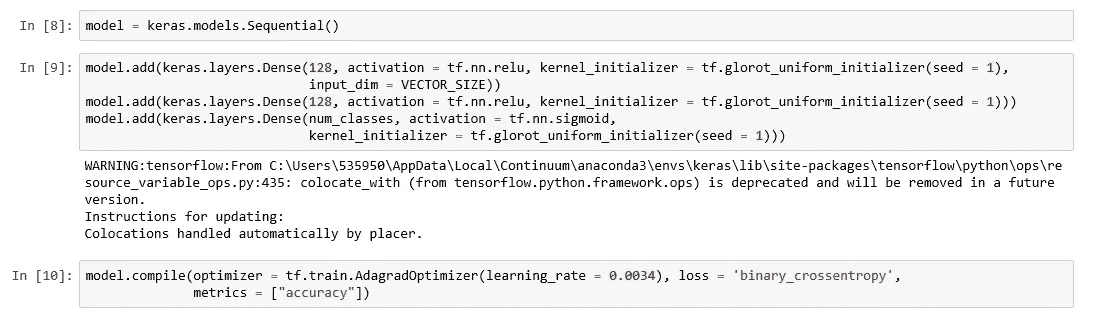 In [8]: model = keras.models.Sequential()
In [9]: model.add(keras.layers.Dense(128, activation = tf.nn.relu, kernel_initializer = tf.glorot_uniform_initializer(seed = 1),
input_dim = VECTOR_SIZE))
model.add(keras.layers.Dense(128, activation = tf.nn.relu, kernel_initializer = tf.glorot_uniform_initializer(seed = 1)))
model.add(keras.layers.Dense(num_classes, activation = tf.nn.sigmoid,
kernel_initializer = tf.glorot_uniform_initializer(seed = 1)))
WARNING:tensorflow:From C:\Users\535950\AppData\Local\Continuum\anaconda3\envs\keras\lib\site-packages\tensorflow\python\ops\re
source_variable_ops.py:435: colocate_with (from tensorflow.python.framework.ops) is deprecated and will be removed in a future
version.
Instructions for updating:
Colocations handled automatically by placer.
In [10]: model.compile(optimizer = tf.train.AdagradOptimizer(learning_rate = 0.0034), loss = 'binary_crossentropy',
metrics = ["accuracy"])